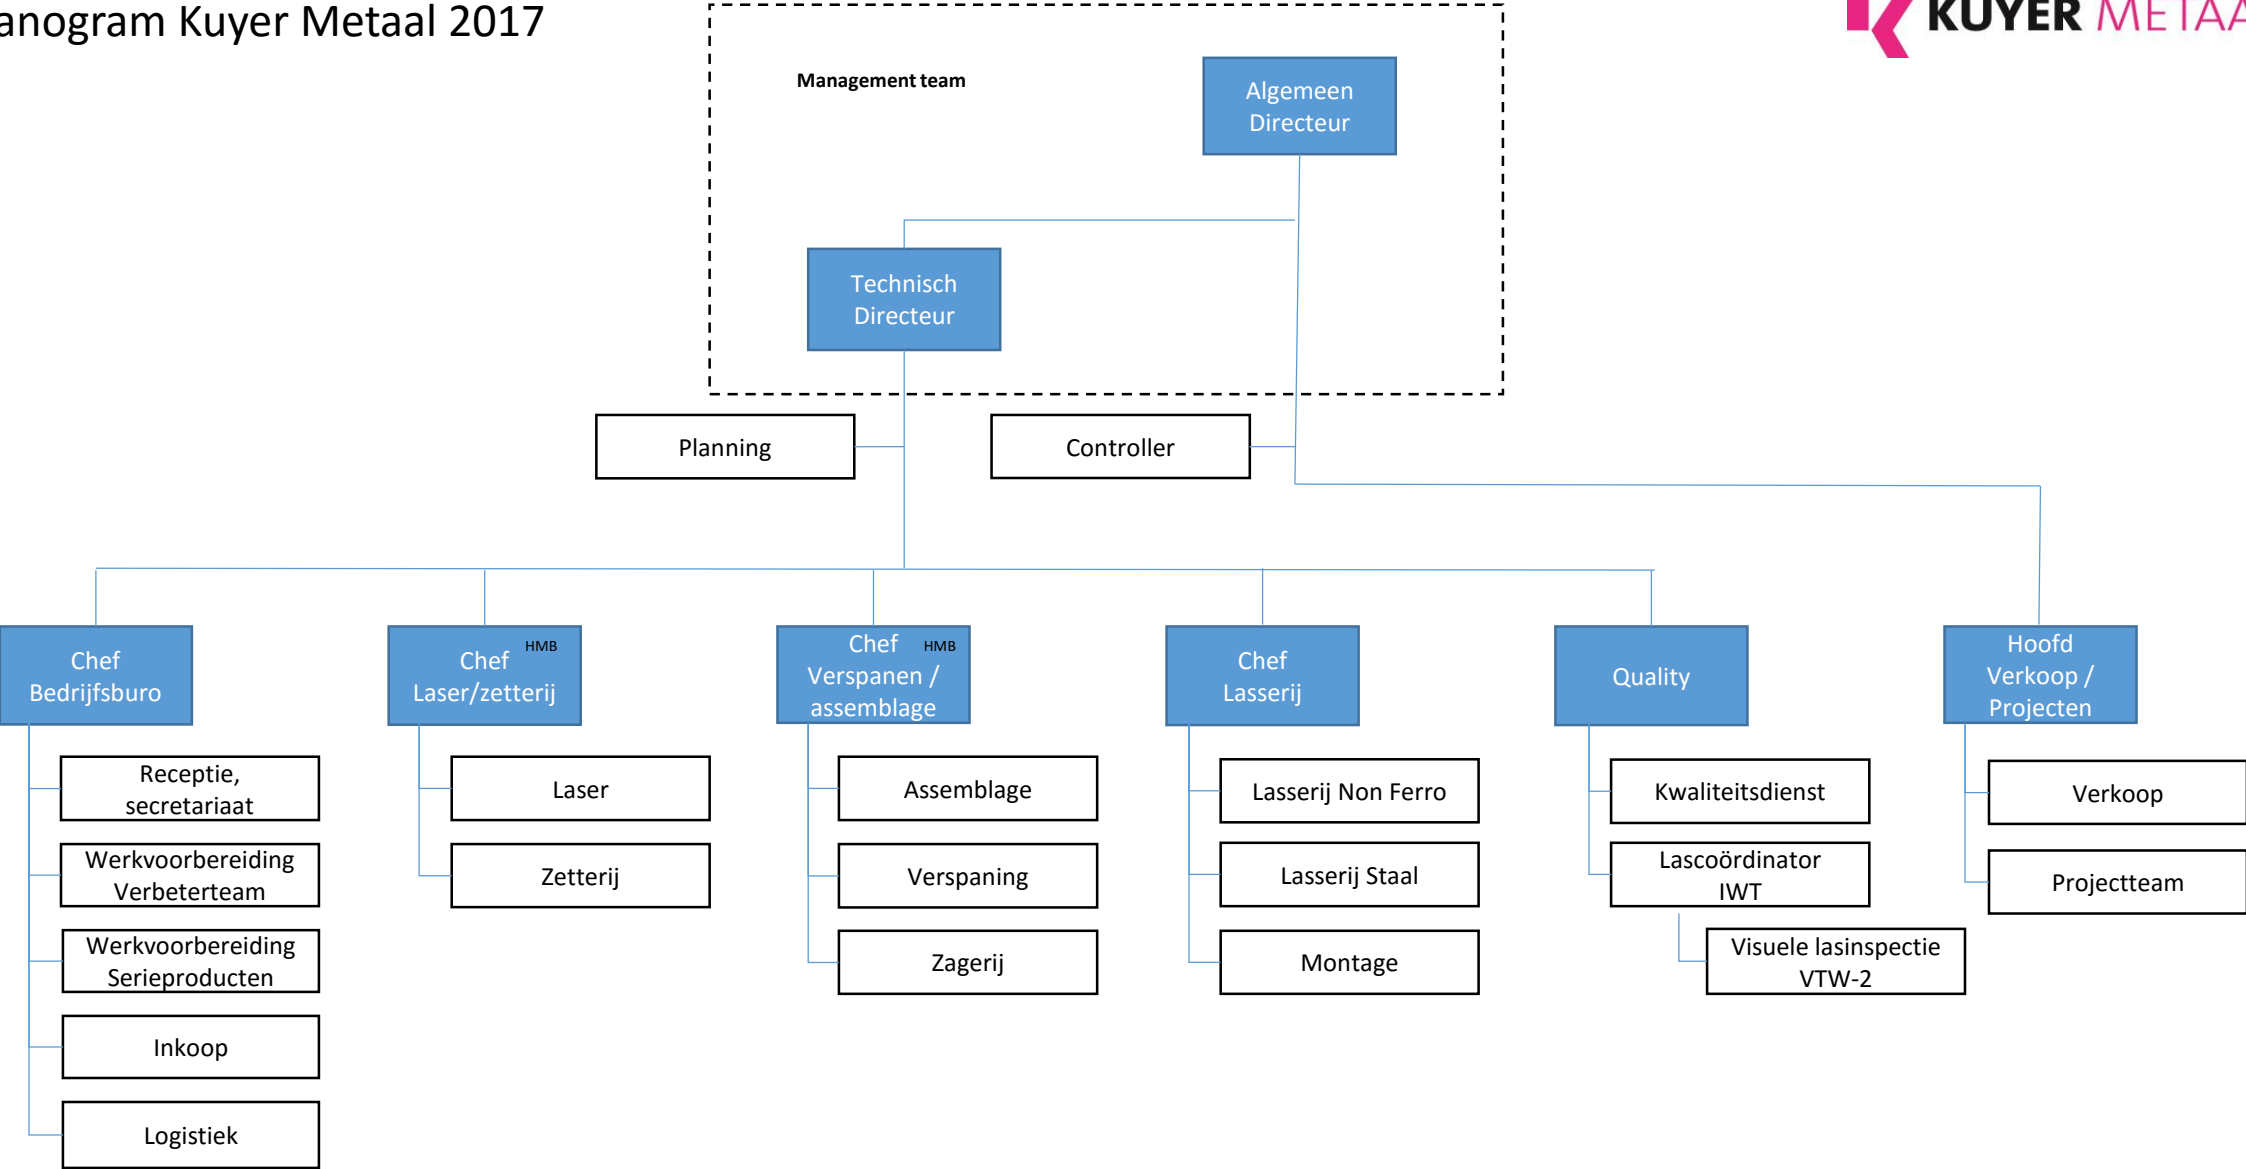 anogram Kuyer Metaal 2017
KUYER METAA
Management team
Algemeen
Directeur
Technisch
Directeur
Planning
Controller
Chef
Bedrijfsburo
Chef HMB
Laser/zetterij
Chef HMB
Verspanen /
assemblage
Chef
Lasserij
Quality
Hoofd
Verkoop /
Projecten
Receptie,
secretariaat
Werkvoorbereiding
Verbeterteam
Werkvoorbereiding
Serieproducten
Inkoop
Logistiek
Laser
Zetterij
Assemblage
Verspaning
Zagerij
Lasserij Non Ferro
Lasserij Staal
Montage
Kwaliteitsdienst
Lascoördinator
IWT
Visuele lasinspectie
VTW-2
Verkoop
Projectteam